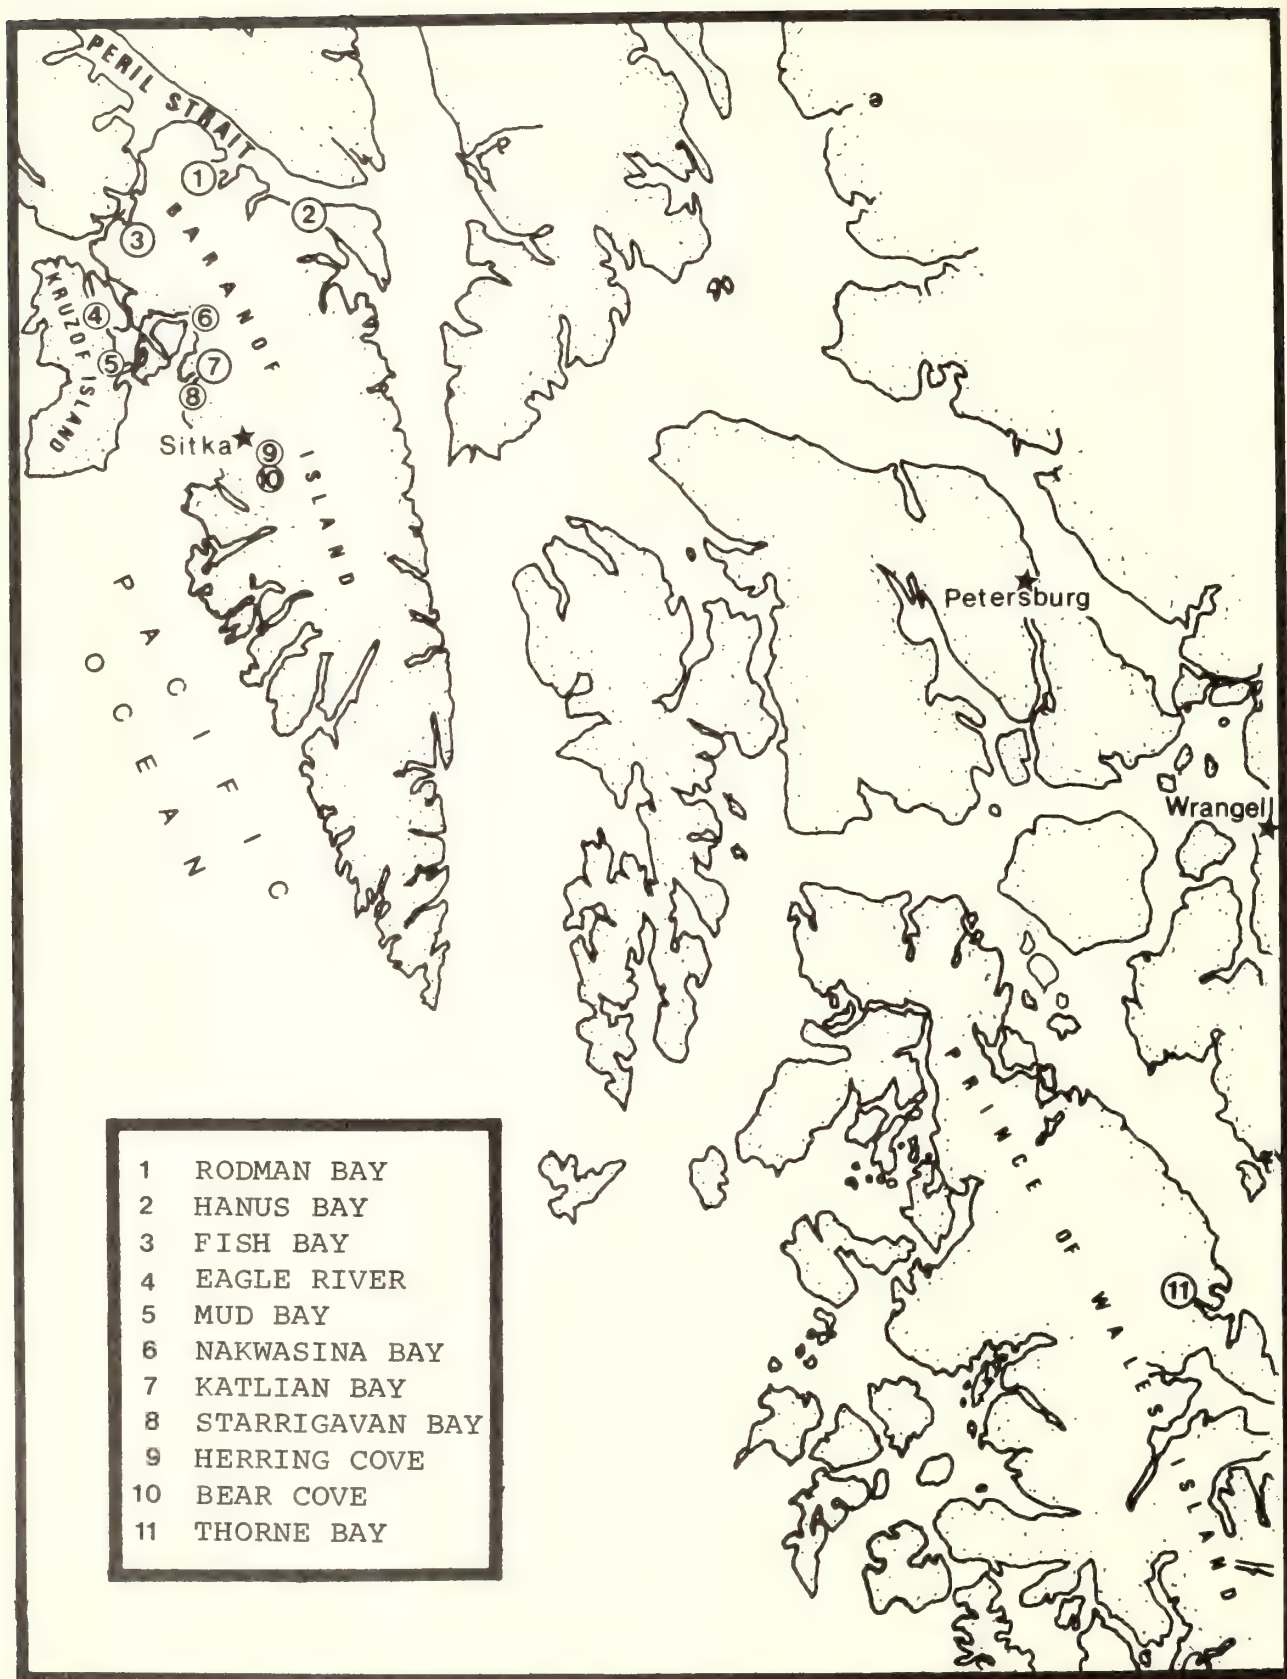 PERIL STRAIT
1
2
BARANOF ISLAND
3
KRUZOF ISLAND
4
6
5
7
8
Sitka
9
10
PACIFIC
OCEAN
Petersburg
Wrangell
PRINCE OF WALES ISLAND
11
1 RODMAN BAY
2 HANUS BAY
3 FISH BAY
4 EAGLE RIVER
5 MUD BAY
6 NAKWASINA BAY
7 KATLIAN BAY
8 STARRIGAVAN BAY
9 HERRING COVE
10 BEAR COVE
11 THORNE BAY